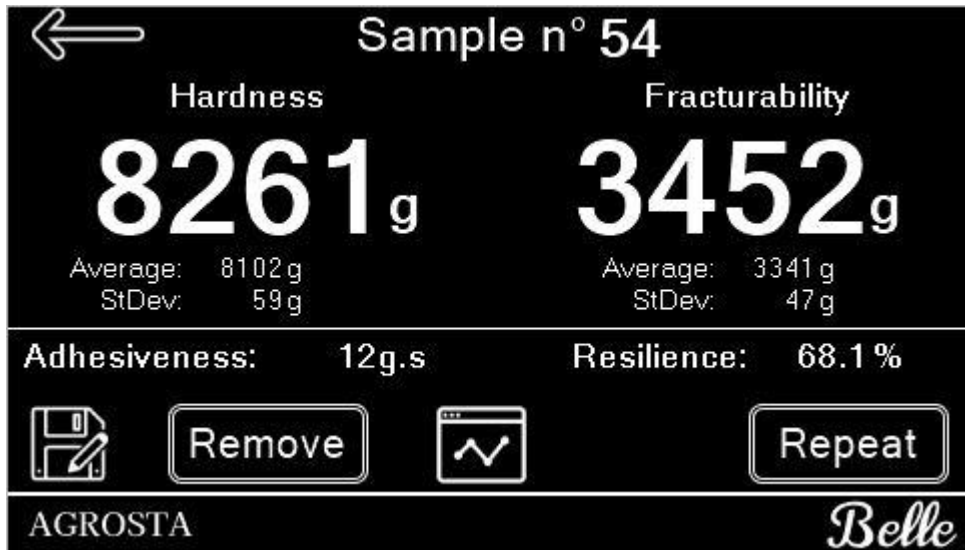 Sample n° 54
Hardness Fracturability
8261g 3452g
Average: 8102g Average: 3341g
StDev: 59g StDev: 47g
Adhesiveness: 12g.s Resilience: 68.1%
Remove Repeat
AGROSTA Belle